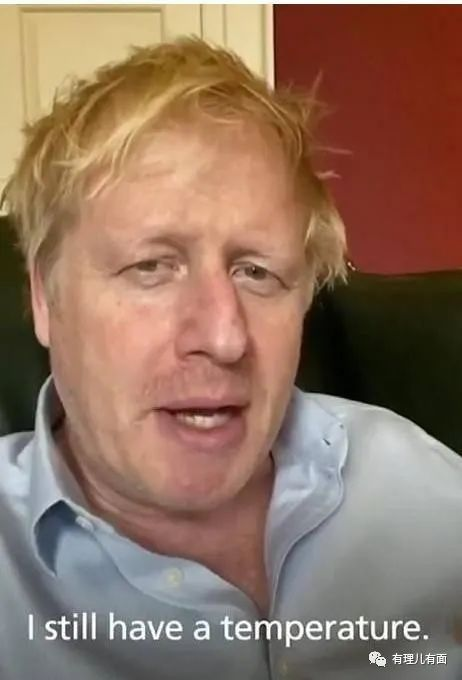 I still have a temperature.
有理儿有面